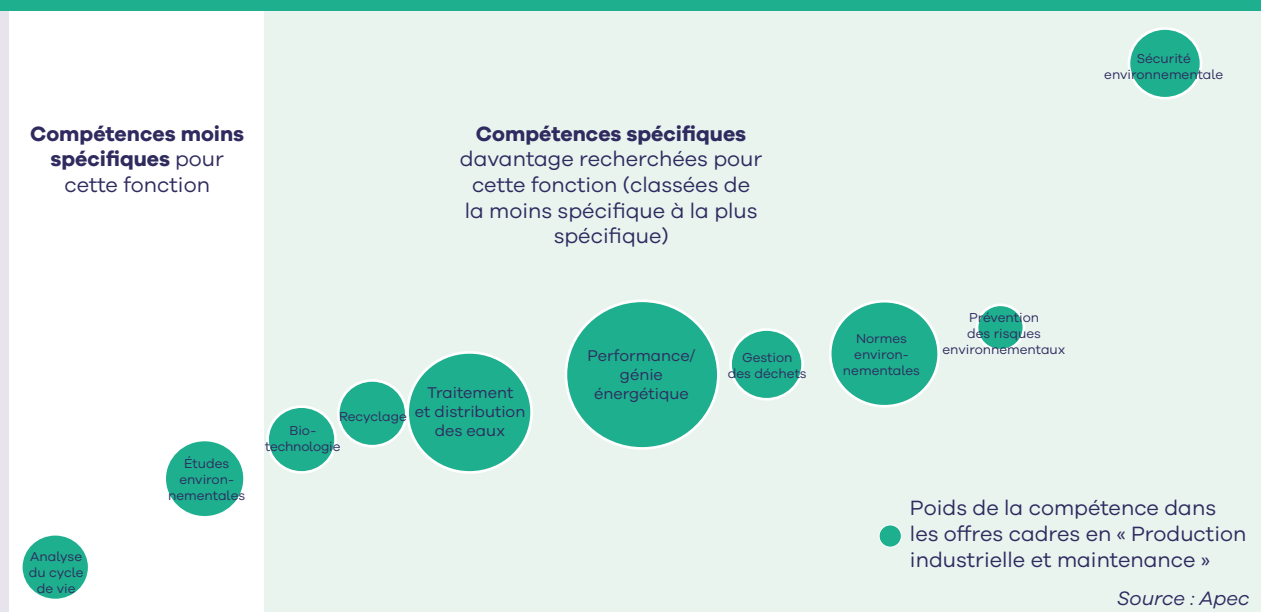 Sécurité
environnementale
Compétences moins
spécifiques pour
cette fonction
Compétences spécifiques
davantage recherchées pour
cette fonction (classées de
la moins spécifique à la plus
spécifique)
Analyse
du cycle
de vie
Études
environ-
nementales
Bio-
technologie
Recyclage
Traitement
et distribution
des eaux
Performance/
génie
énergétique
Gestion
des déchets
Normes
environ-
nementales
Prévention
des risques
environnementaux
Poids de la compétence dans
les offres cadres en « Production
industrielle et maintenance »
Source : Apec